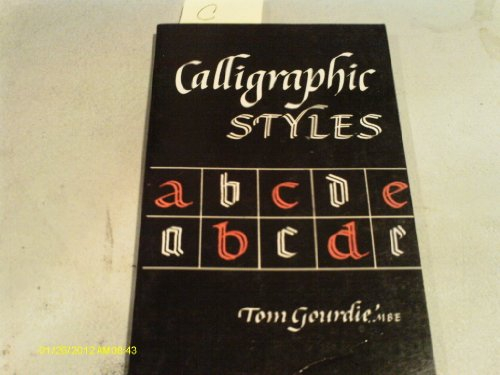 C
Calligraphic
STYLES
a b c d e
a b c d e
Tom Gourdie, MBE
01/20/2012 AM 08:43